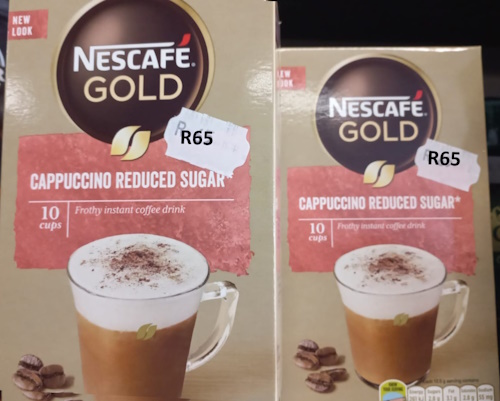 NEW
LOOK
NESCAFÉ
GOLD
R65
CAPPUCCINO REDUCED SUGAR*
10
cups
Frothy instant coffee drink
NEW
LOOK
NESCAFÉ
GOLD
R65
CAPPUCCINO REDUCED SUGAR*
10
cups
Frothy instant coffee drink